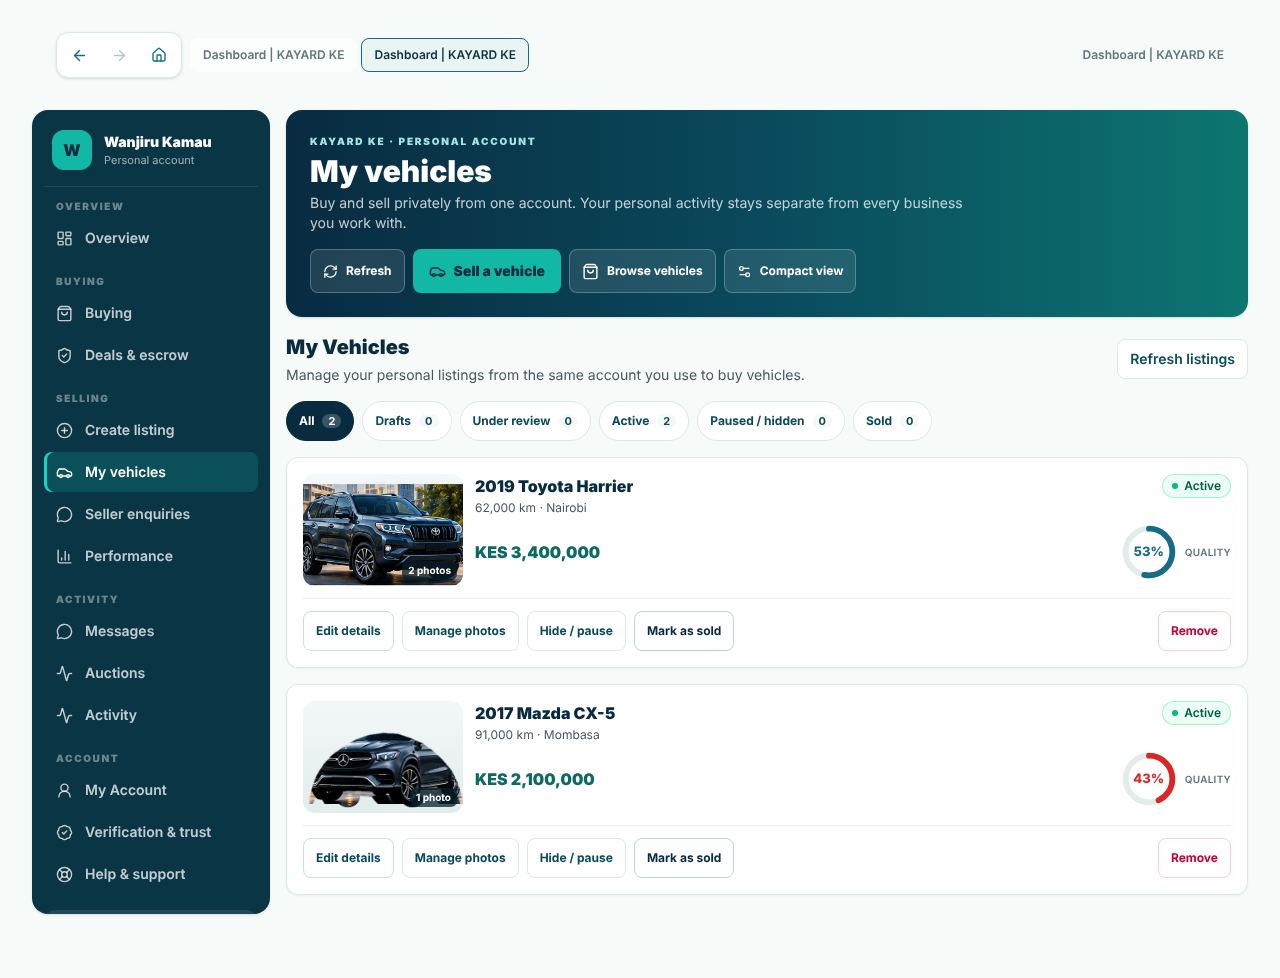 Dashboard | KAYARD KE
Dashboard | KAYARD KE
Dashboard | KAYARD KE
W
Wanjiru Kamau
Personal account
OVERVIEW
Overview
BUYING
Buying
Deals & escrow
SELLING
Create listing
My vehicles
Seller enquiries
Performance
ACTIVITY
Messages
Auctions
Activity
ACCOUNT
My Account
Verification & trust
Help & support
KAYARD KE · PERSONAL ACCOUNT
My vehicles
Buy and sell privately from one account. Your personal activity stays separate from every business
you work with.
Refresh
Sell a vehicle
Browse vehicles
Compact view
My Vehicles
Manage your personal listings from the same account you use to buy vehicles.
Refresh listings
All 2
Drafts 0
Under review 0
Active 2
Paused / hidden 0
Sold 0
2 photos
2019 Toyota Harrier
62,000 km · Nairobi
KES 3,400,000
Active
53% QUALITY
Edit details
Manage photos
Hide / pause
Mark as sold
Remove
1 photo
2017 Mazda CX-5
91,000 km · Mombasa
KES 2,100,000
Active
43% QUALITY
Edit details
Manage photos
Hide / pause
Mark as sold
Remove